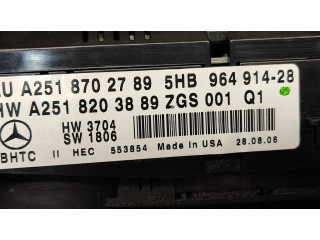 ZU A251 870 27 89 5HB 964 914-28
HW A251 820 38 89 ZGS 001 Q1
HW 3704
SW 1806
BHTC II HEC 553854 Made in USA 28.08.06